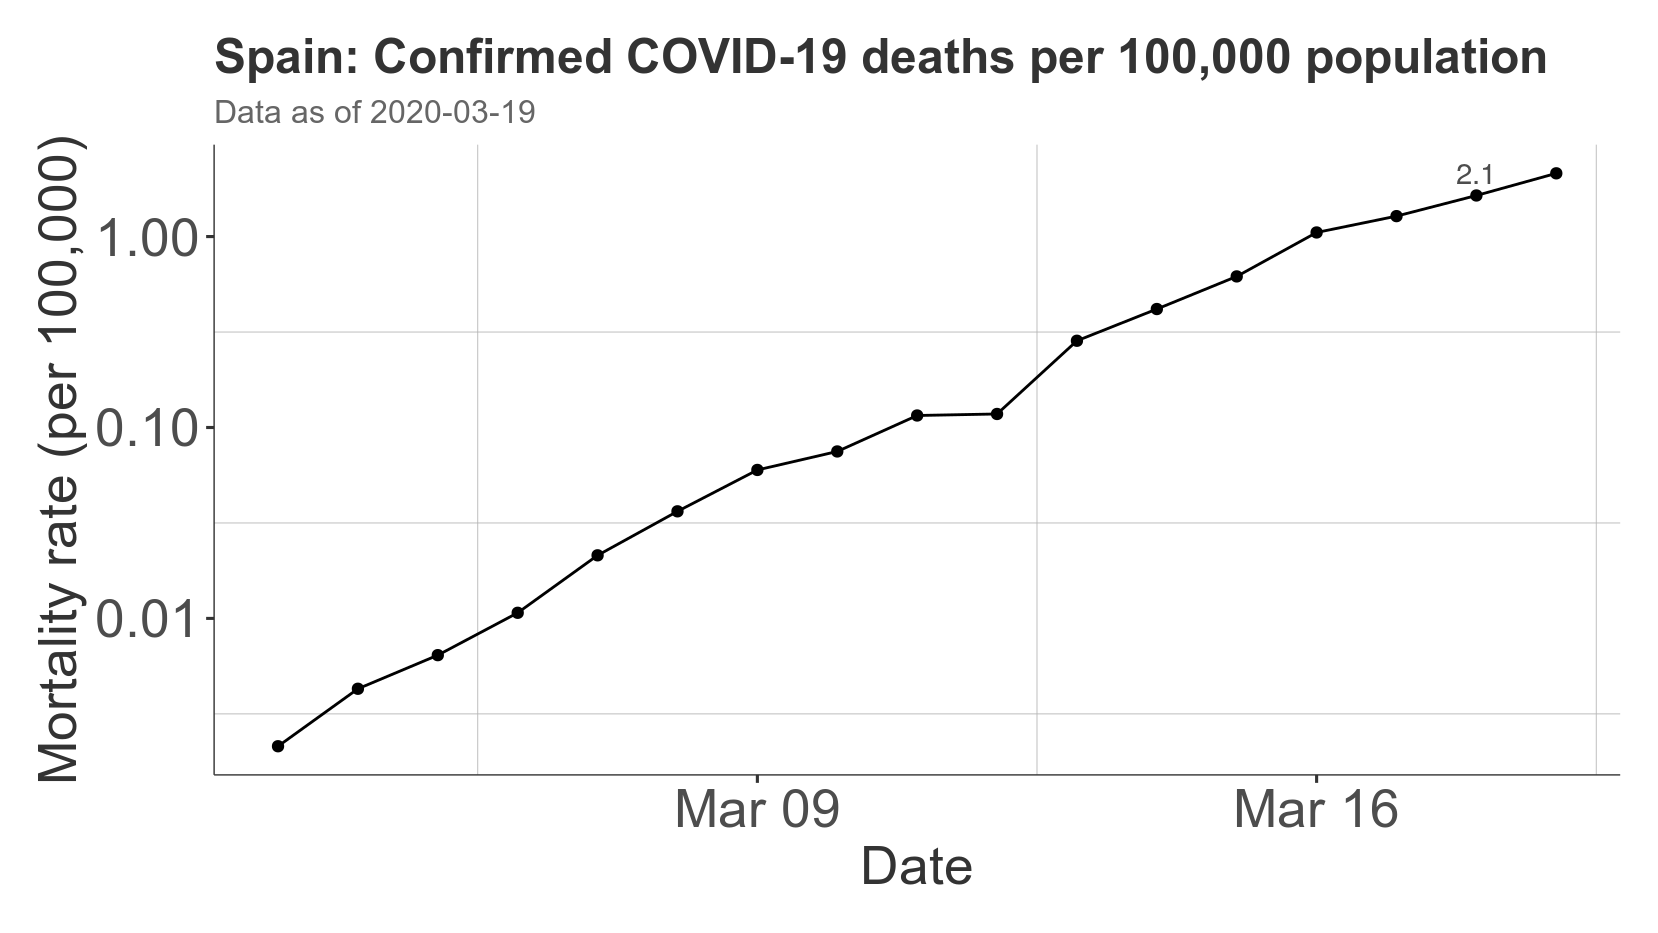 Spain: Confirmed COVID-19 deaths per 100,000 population
Data as of 2020-03-19
Mortality rate (per 100,000)
1.00
0.10
0.01
2.1
Mar 09
Mar 16
Date